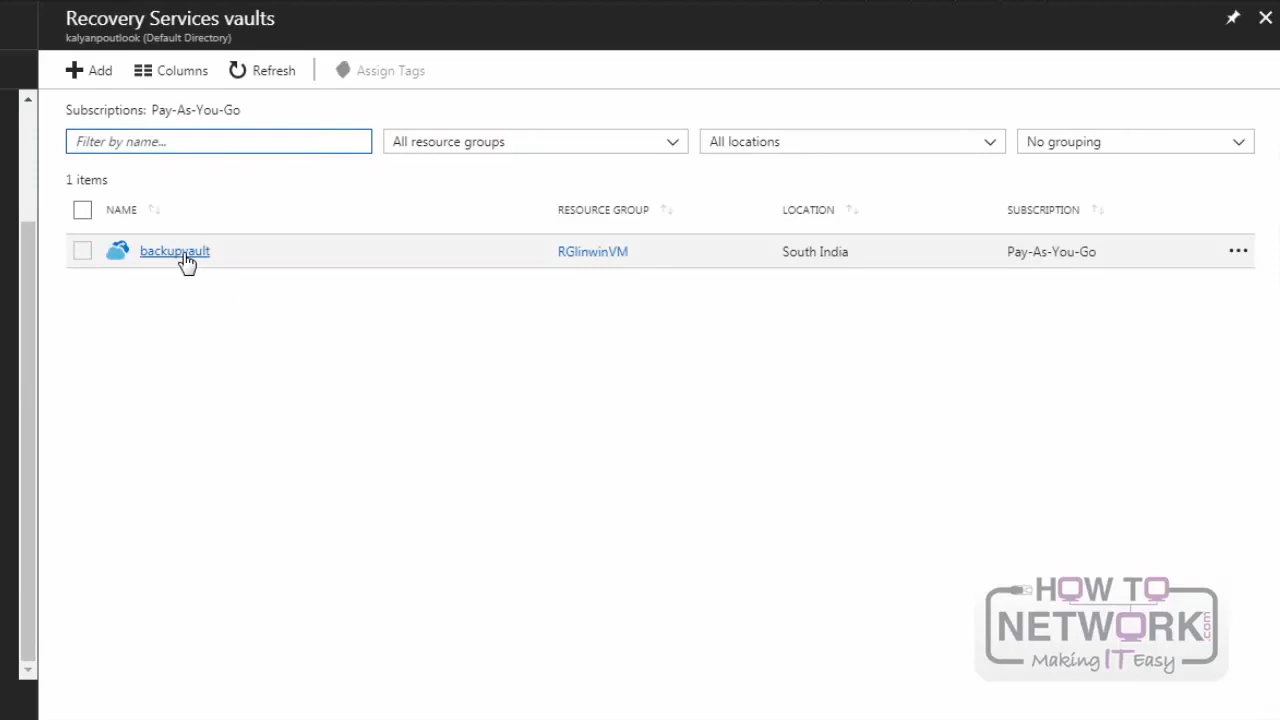 Recovery Services vaults
kalyanpoutlook (Default Directory)
Add Columns Refresh Assign Tags
Subscriptions: Pay-As-You-Go
Filter by name... All resource groups All locations No grouping
1 items
NAME RESOURCE GROUP LOCATION SUBSCRIPTION
backupvault RGlinwinVM South India Pay-As-You-Go
HOW TO
NETWORK.com
Making IT Easy